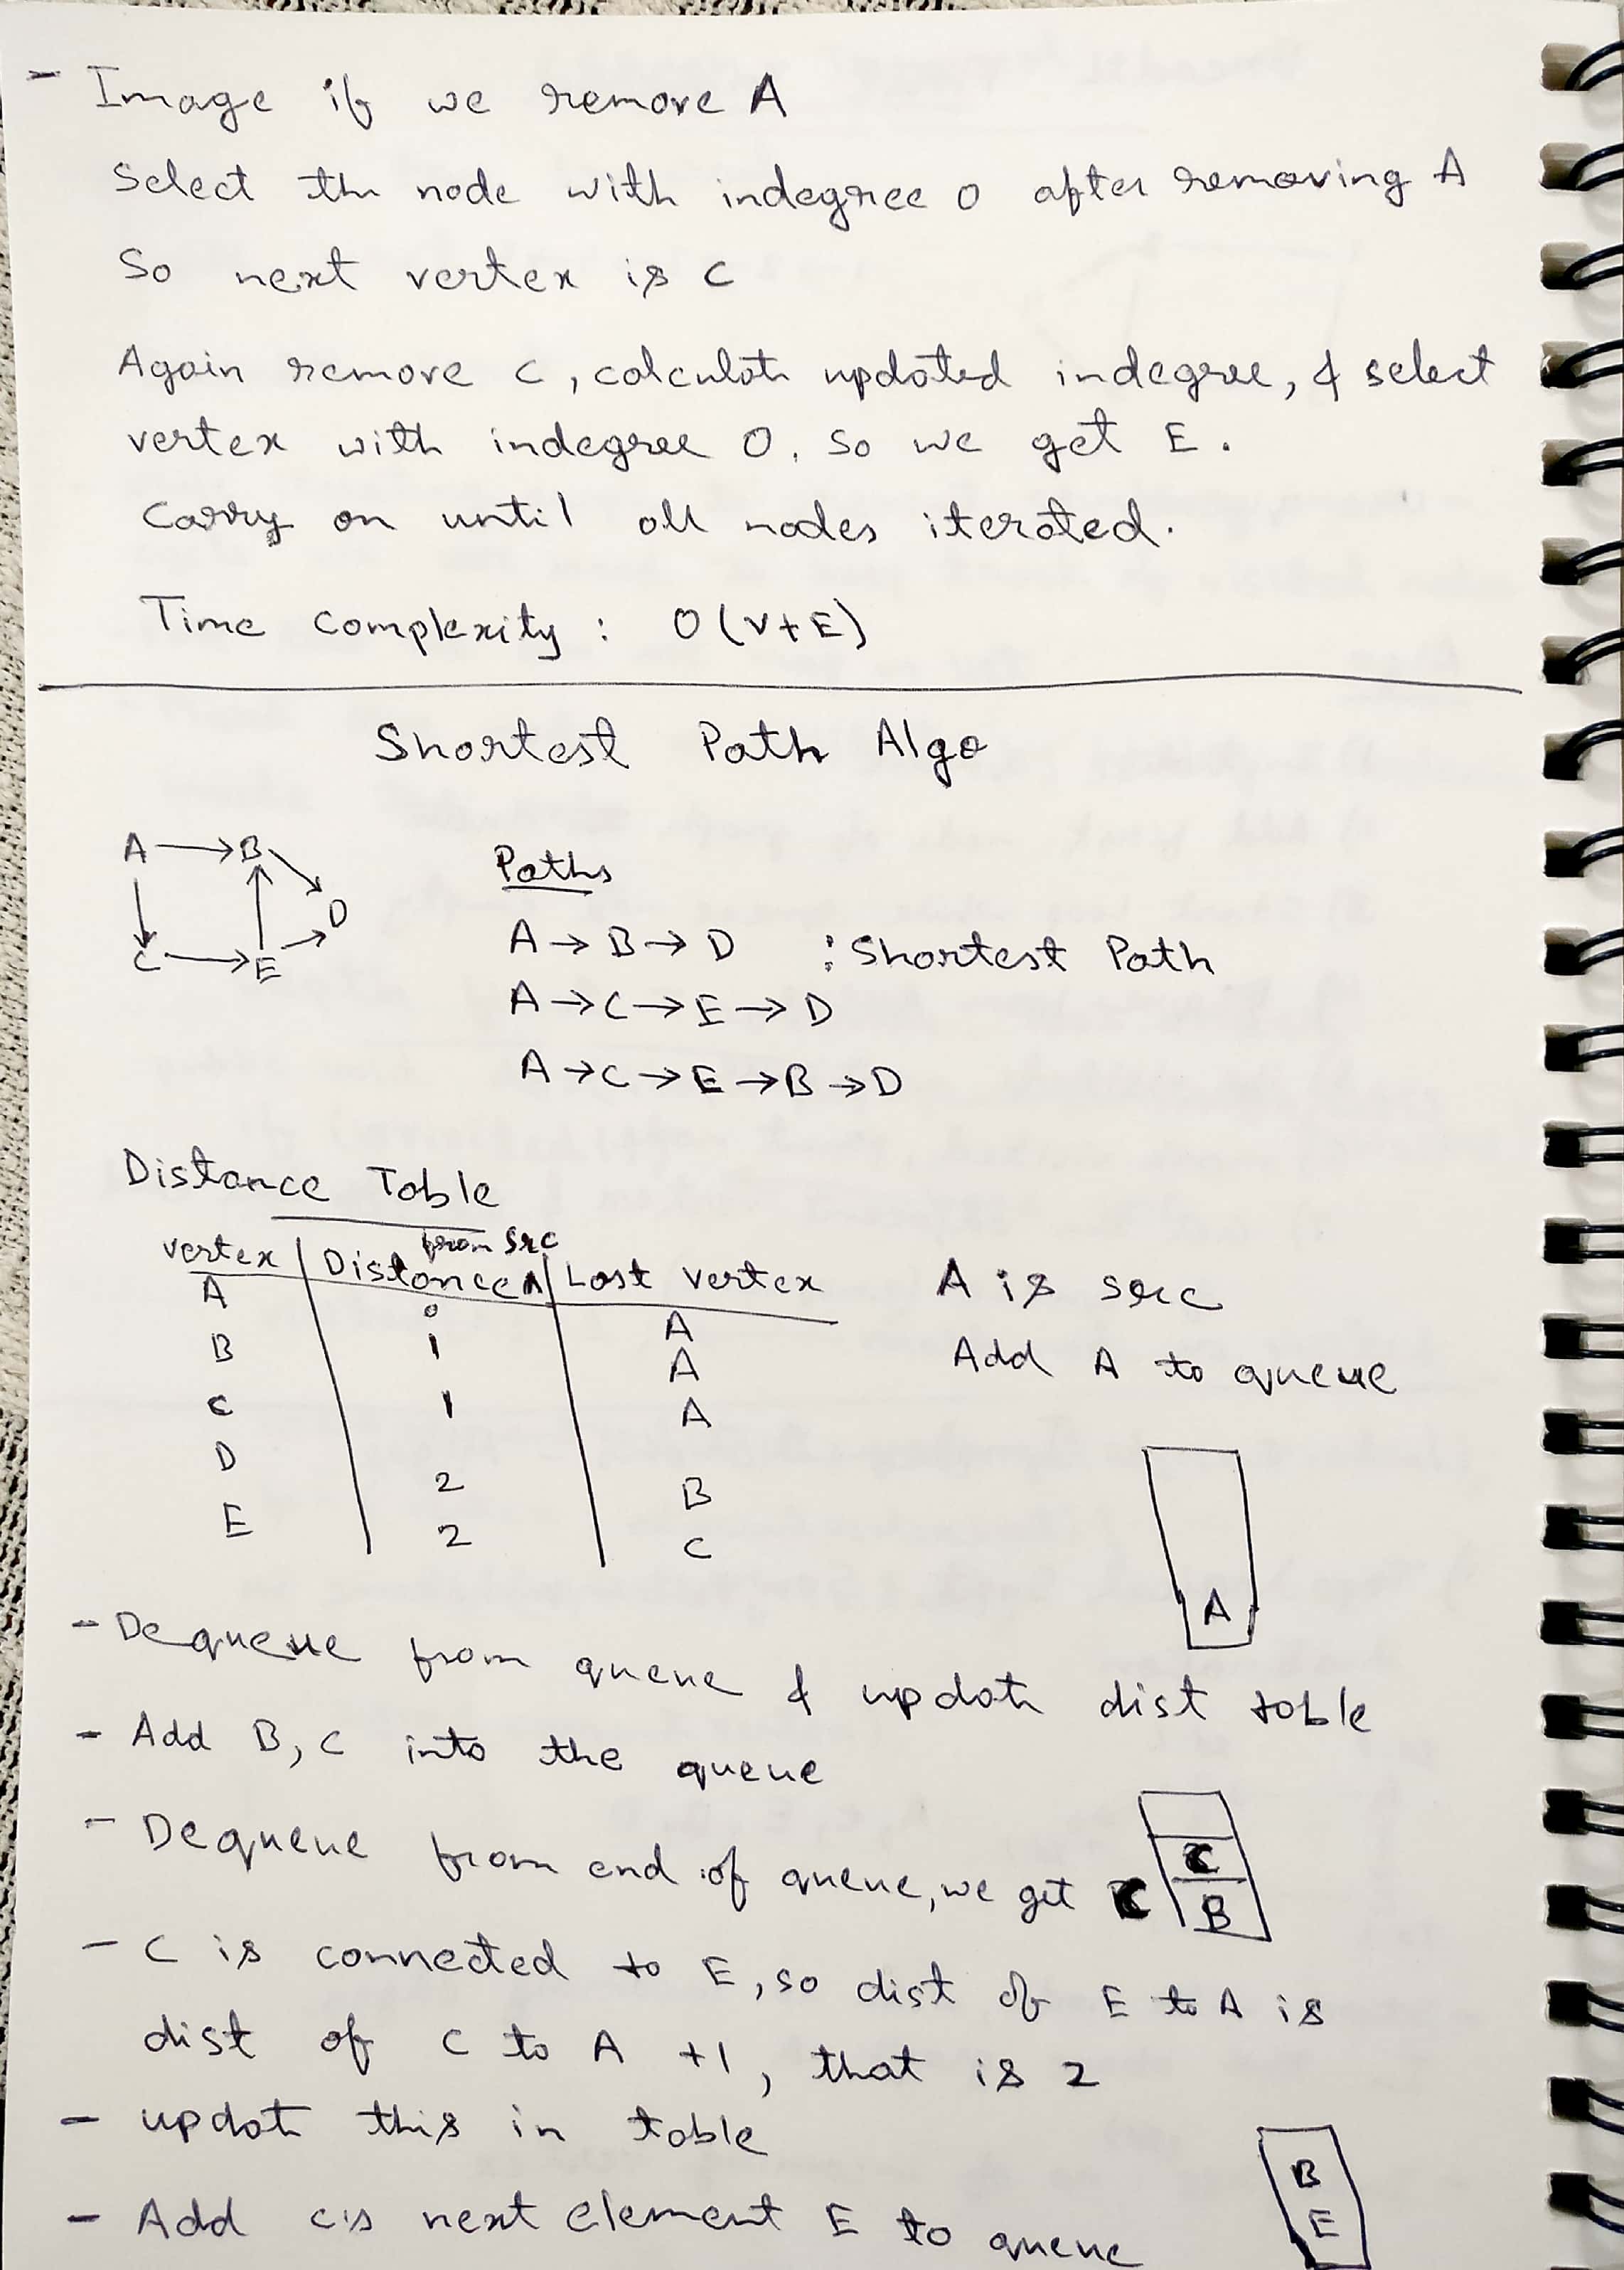 - Image if we remove A
Select the node with indegree 0 after removing A
So next vertex is C
Again remove C, calculate updated indegree, & select
vertex with indegree 0. So we get E.
Carry on until all nodes iterated.
Time Complexity : O(V+E)
Shortest Path Algo
A → B
D
C → E
Paths
A → B → D : Shortest Path
A → C → E → D
A → C → E → B → D
Distance Table
Vertex | Distance from src | Last Vertex
A 0 A
B 1 A
C 1 A
D 2 B
E 2 C
A is src
Add A to queue
A
- Dequeue from queue & update dist table
- Add B, C into the queue
- Dequeue from end of queue, we get C
C
B
- C is connected to E, so dist of E to A is
dist of C to A +1, that is 2
- update this in table
- Add C's next element E to queue
B
E